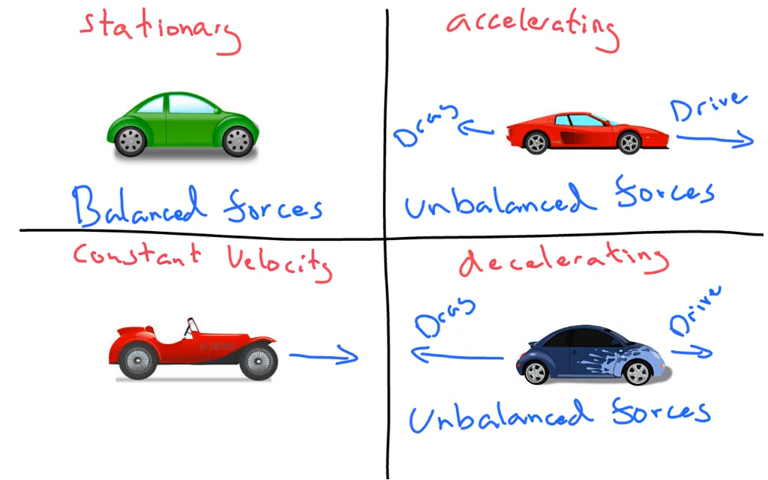 stationary
accelerating
Drag
Drive
Balanced forces
Unbalanced forces
Constant Velocity
decelerating
Drag
Drive
Unbalanced forces